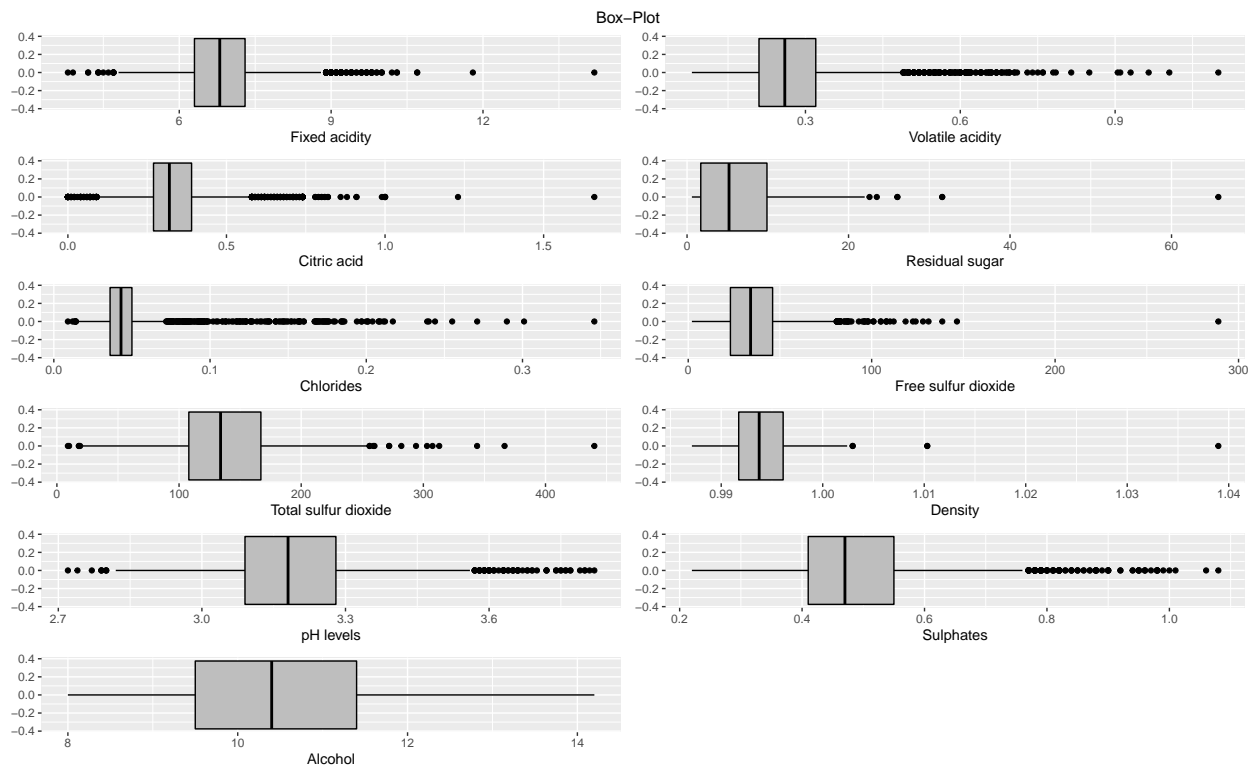 Box−Plot
0.4
0.2
0.0
−0.2
−0.4
6 9 12
Fixed acidity
0.4
0.2
0.0
−0.2
−0.4
0.3 0.6 0.9
Volatile acidity
0.4
0.2
0.0
−0.2
−0.4
0.0 0.5 1.0 1.5
Citric acid
0.4
0.2
0.0
−0.2
−0.4
0 20 40 60
Residual sugar
0.4
0.2
0.0
−0.2
−0.4
0.0 0.1 0.2 0.3
Chlorides
0.4
0.2
0.0
−0.2
−0.4
0 100 200 300
Free sulfur dioxide
0.4
0.2
0.0
−0.2
−0.4
0 100 200 300 400
Total sulfur dioxide
0.4
0.2
0.0
−0.2
−0.4
0.99 1.00 1.01 1.02 1.03 1.04
Density
0.4
0.2
0.0
−0.2
−0.4
2.7 3.0 3.3 3.6
pH levels
0.4
0.2
0.0
−0.2
−0.4
0.2 0.4 0.6 0.8 1.0
Sulphates
0.4
0.2
0.0
−0.2
−0.4
8 10 12 14
Alcohol